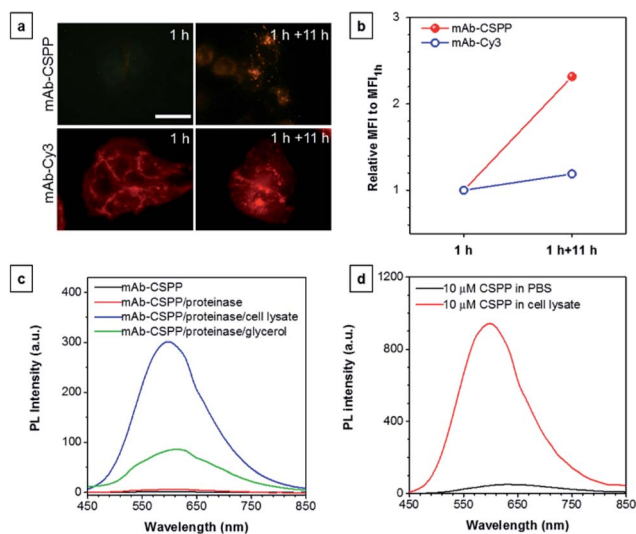 a
1 h
1 h +11 h
mAb-CSPP
1 h
1 h +11 h
mAb-Cy3
b
mAb-CSPP
mAb-Cy3
Relative MFI to MFI1h
3
2
1
1 h
1 h+11 h
c
mAb-CSPP
mAb-CSPP/proteinase
mAb-CSPP/proteinase/cell lysate
mAb-CSPP/proteinase/glycerol
PL Intensity (a.u.)
400
300
200
100
0
450 550 650 750 850
Wavelength (nm)
d
10 μM CSPP in PBS
10 μM CSPP in cell lysate
PL intensity (a.u.)
1200
800
400
0
450 550 650 750 850
Wavelength (nm)